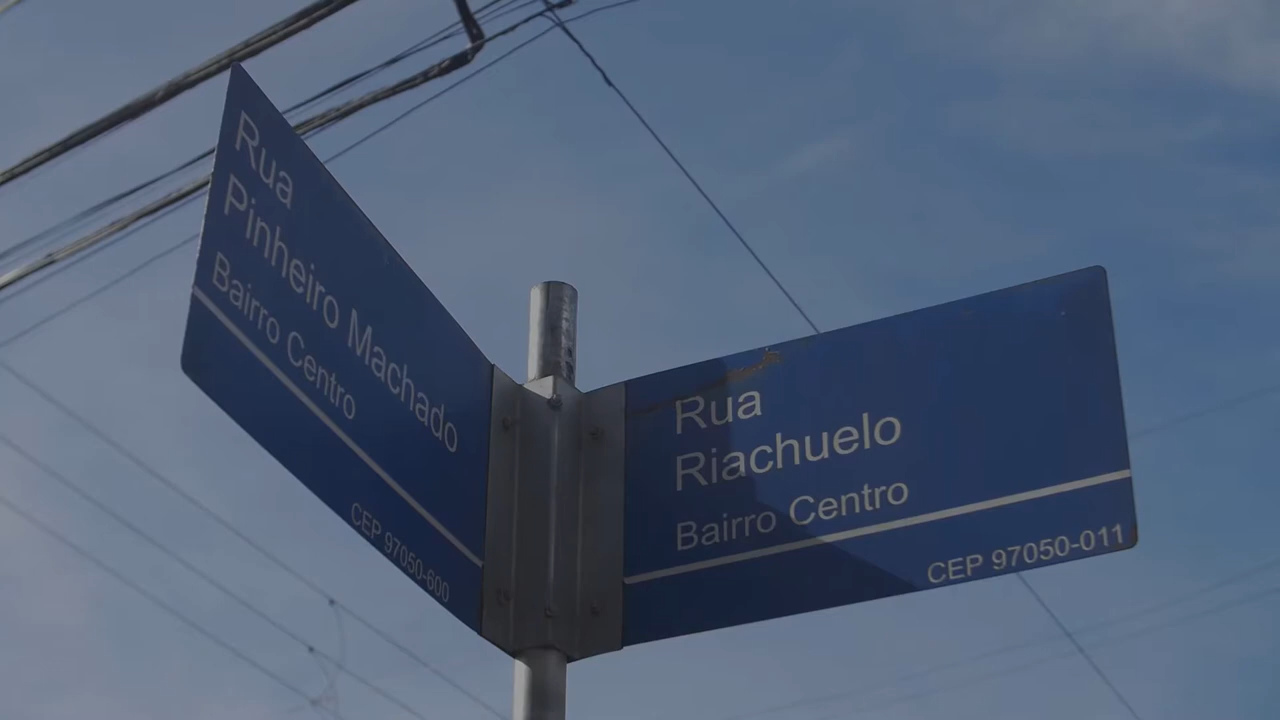 Rua
Pinheiro Machado
Bairro Centro
CEP 97050-600
Rua
Riachuelo
Bairro Centro
CEP 97050-011